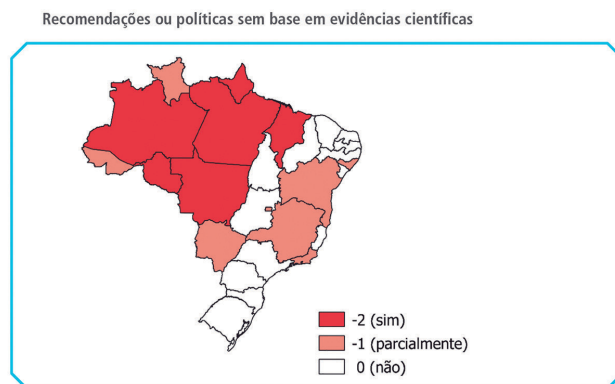 Recomendações ou políticas sem base em evidências científicas
-2 (sim)
-1 (parcialmente)
0 (não)